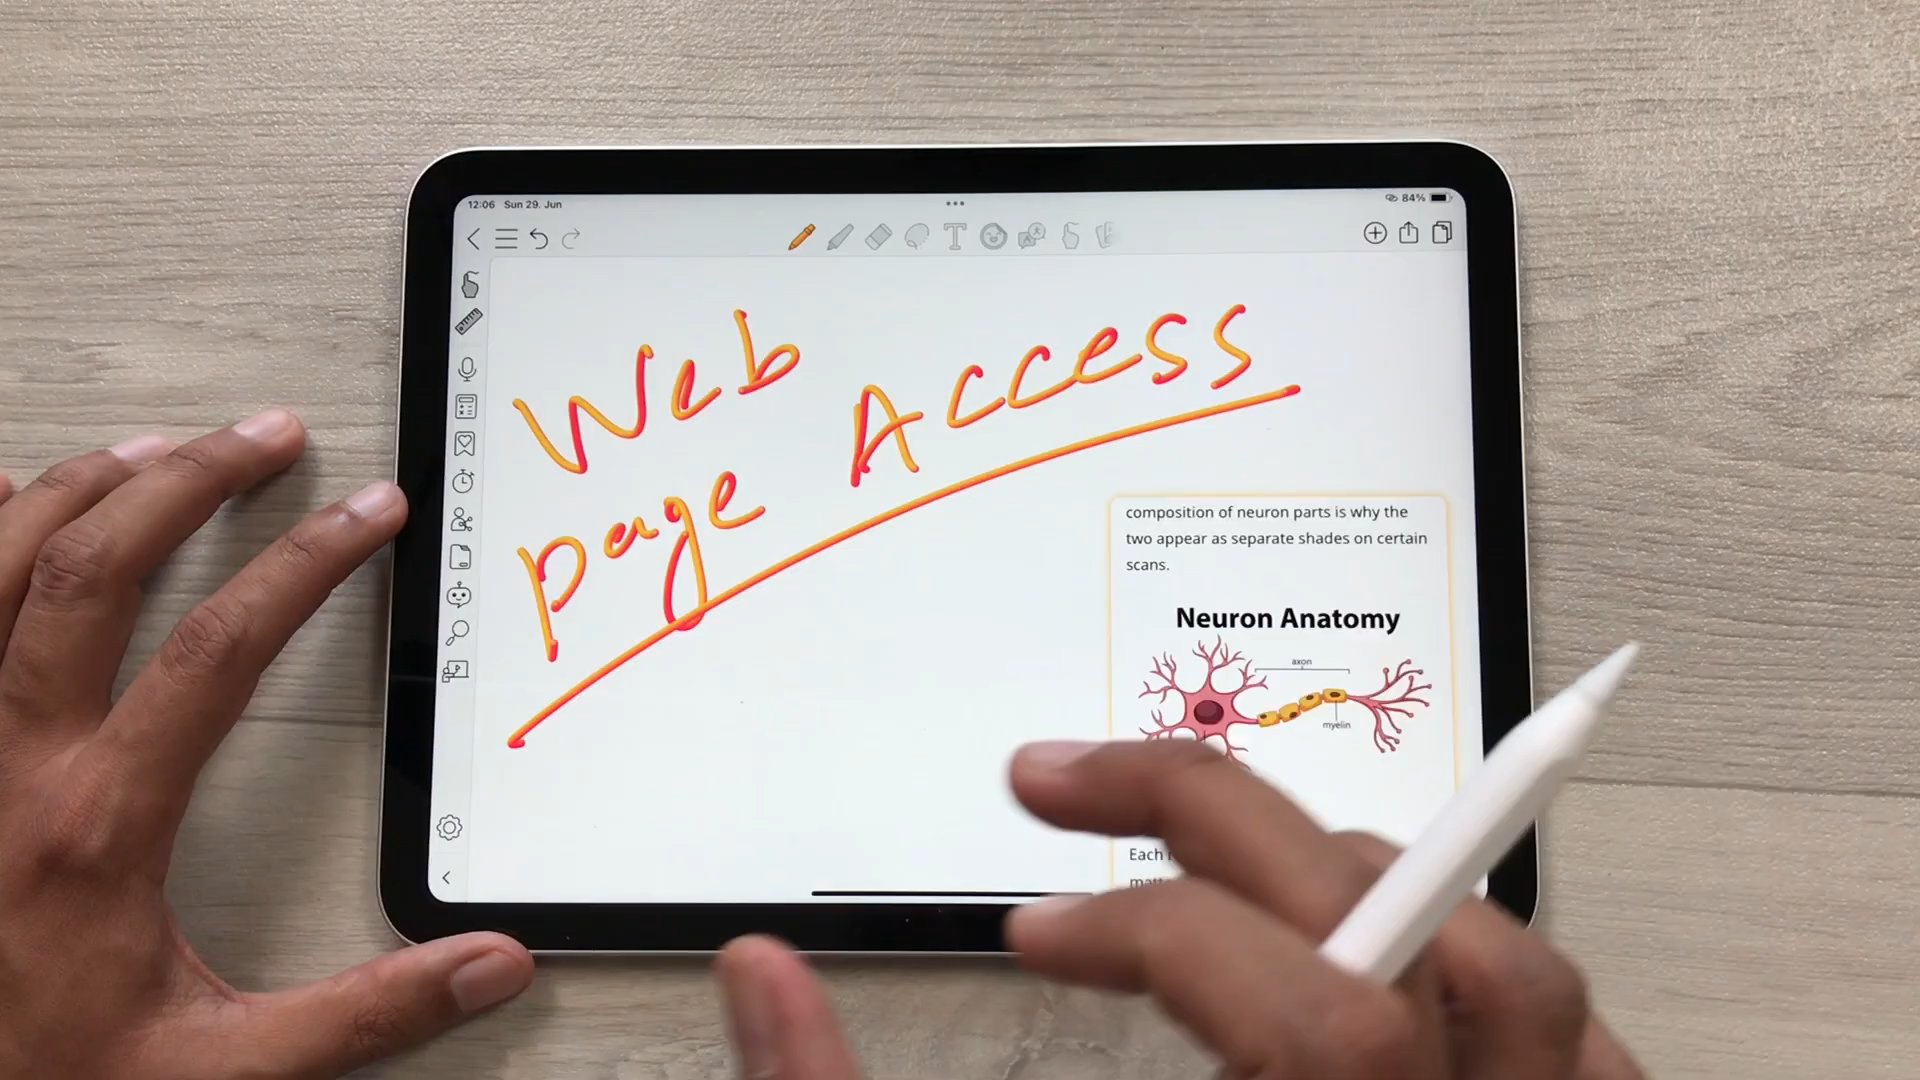 12:06 Sun 29. Jun
84%
T
Web
page Access
composition of neuron parts is why the
two appear as separate shades on certain
scans.
Neuron Anatomy
axon
myelin
Each